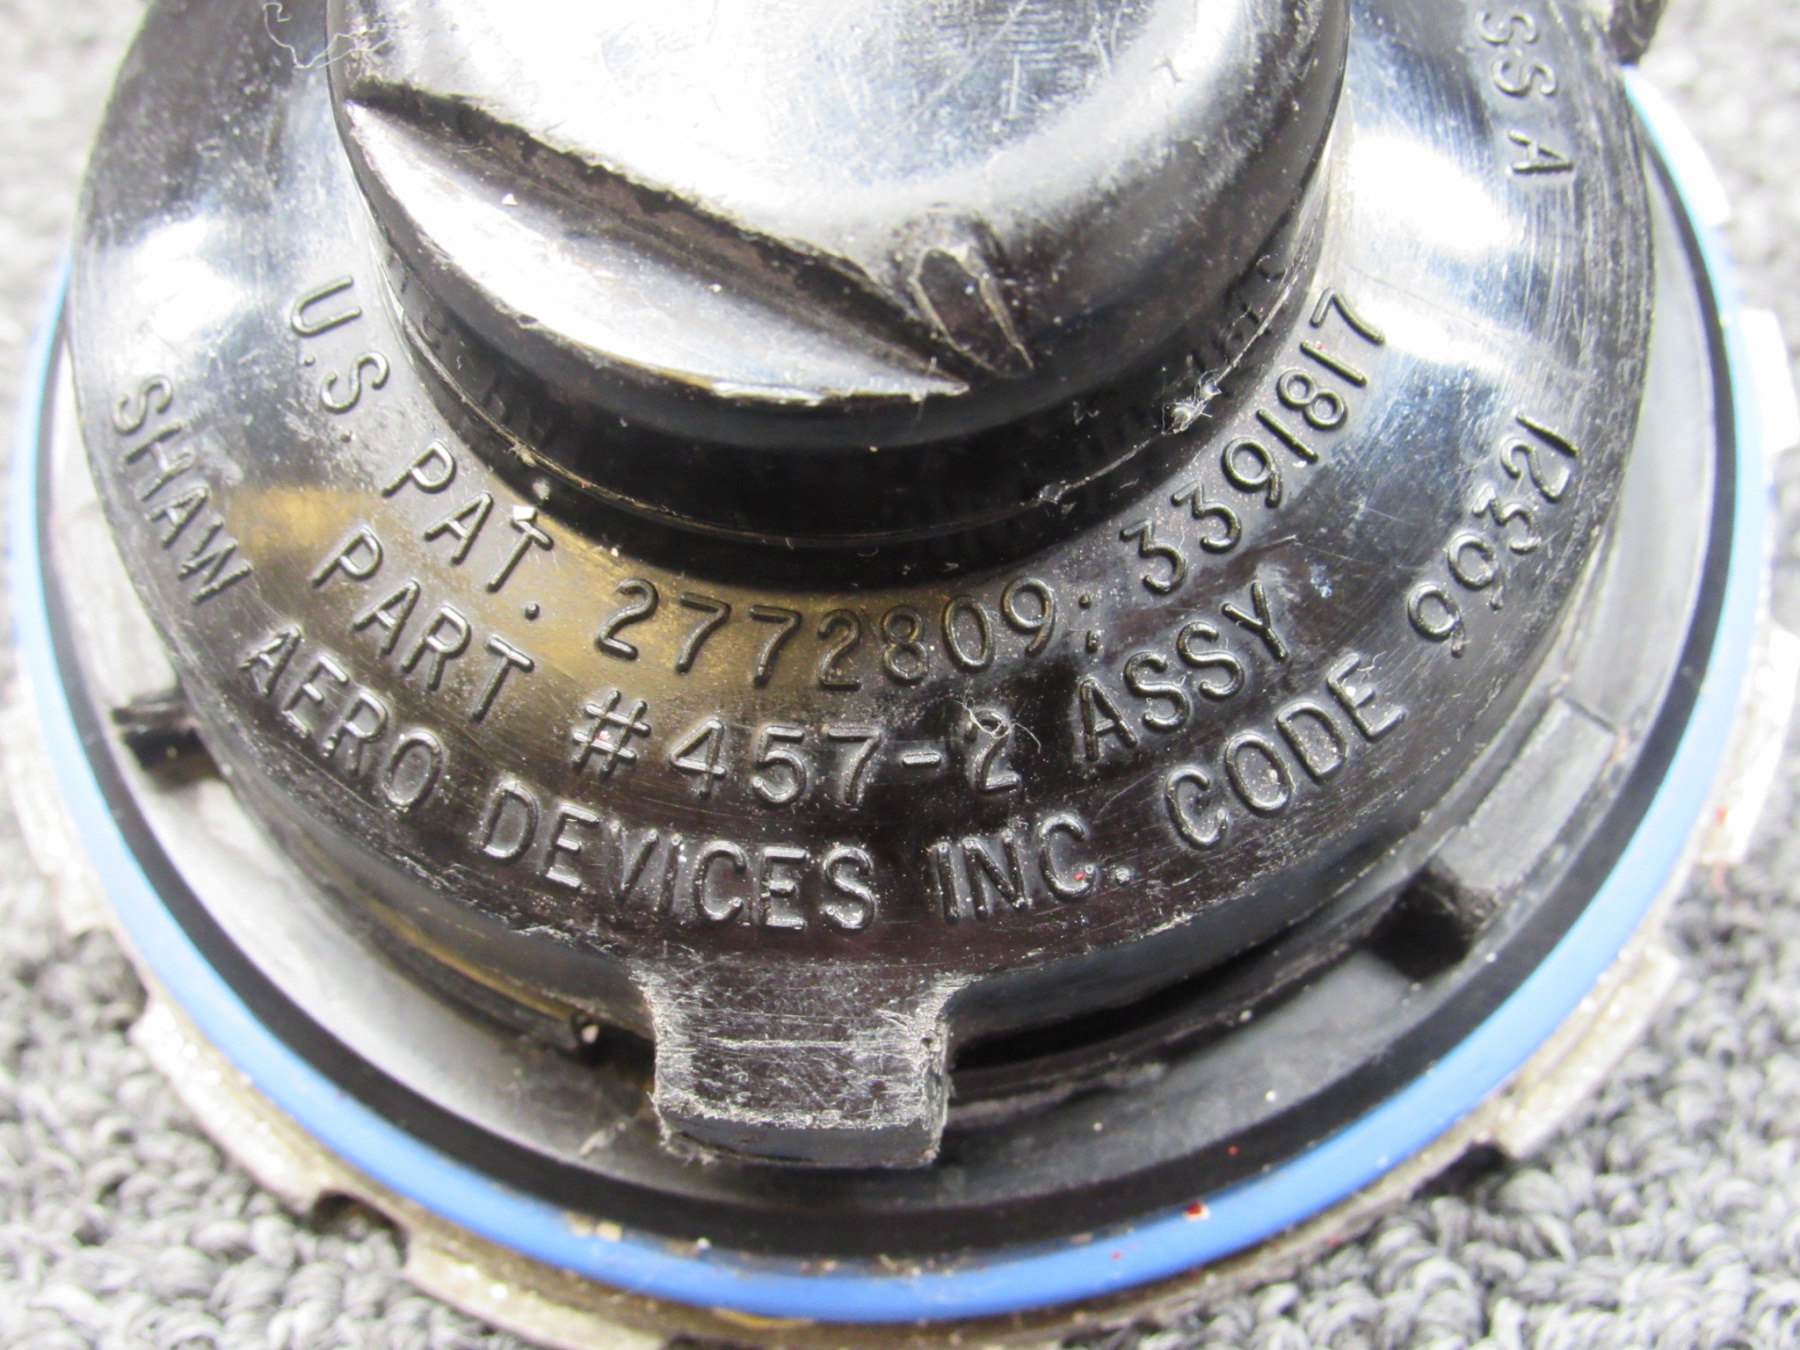 U.S. PAT. 2772809; 3391817
PART #457-2 ASSY
SHAW AERO DEVICES INC. CODE 99321